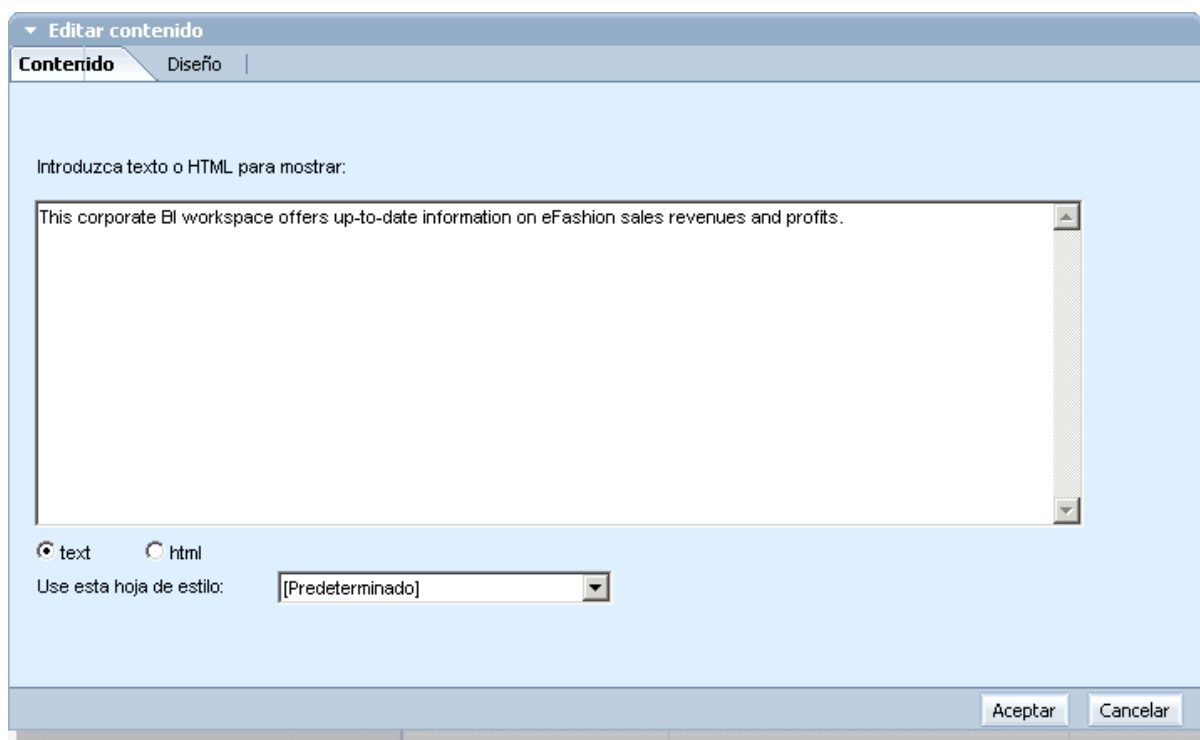 Editar contenido
Contenido Diseño
Introduzca texto o HTML para mostrar:
This corporate BI workspace offers up-to-date information on eFashion sales revenues and profits.
text html
Use esta hoja de estilo: [Predeterminado]
Aceptar Cancelar